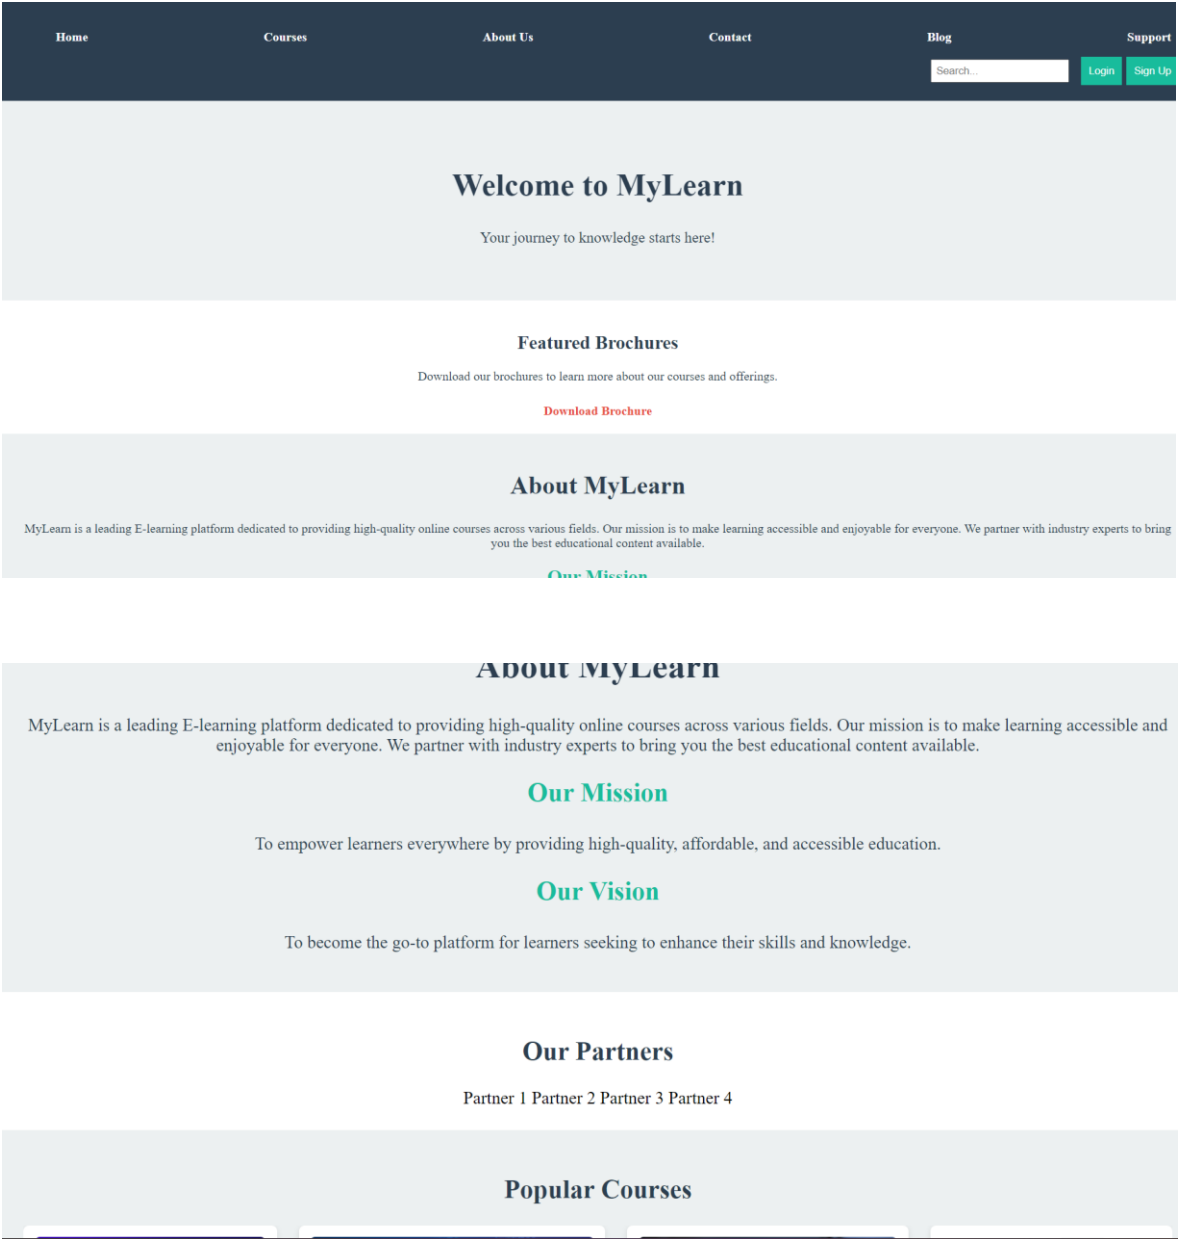 Home Courses About Us Contact Blog Support
Search... Login Sign Up
Welcome to MyLearn
Your journey to knowledge starts here!
Featured Brochures
Download our brochures to learn more about our courses and offerings.
Download Brochure
About MyLearn
MyLearn is a leading E-learning platform dedicated to providing high-quality online courses across various fields. Our mission is to make learning accessible and enjoyable for everyone. We partner with industry experts to bring
you the best educational content available.
Our Mission
About MyLearn
MyLearn is a leading E-learning platform dedicated to providing high-quality online courses across various fields. Our mission is to make learning accessible and
enjoyable for everyone. We partner with industry experts to bring you the best educational content available.
Our Mission
To empower learners everywhere by providing high-quality, affordable, and accessible education.
Our Vision
To become the go-to platform for learners seeking to enhance their skills and knowledge.
Our Partners
Partner 1 Partner 2 Partner 3 Partner 4
Popular Courses